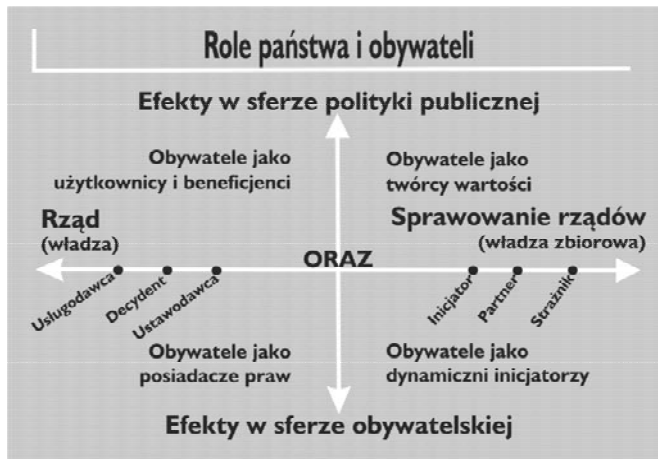 Role państwa i obywateli
Efekty w sferze polityki publicznej
Obywatele jako
użytkownicy i beneficjenci
Obywatele jako
twórcy wartości
Rząd
(władza)
Sprawowanie rządów
(władza zbiorowa)
ORAZ
Usługodawca
Decydent
Ustawodawca
Inicjator
Partner
Strażnik
Obywatele jako
posiadacze praw
Obywatele jako
dynamiczni inicjatorzy
Efekty w sferze obywatelskiej